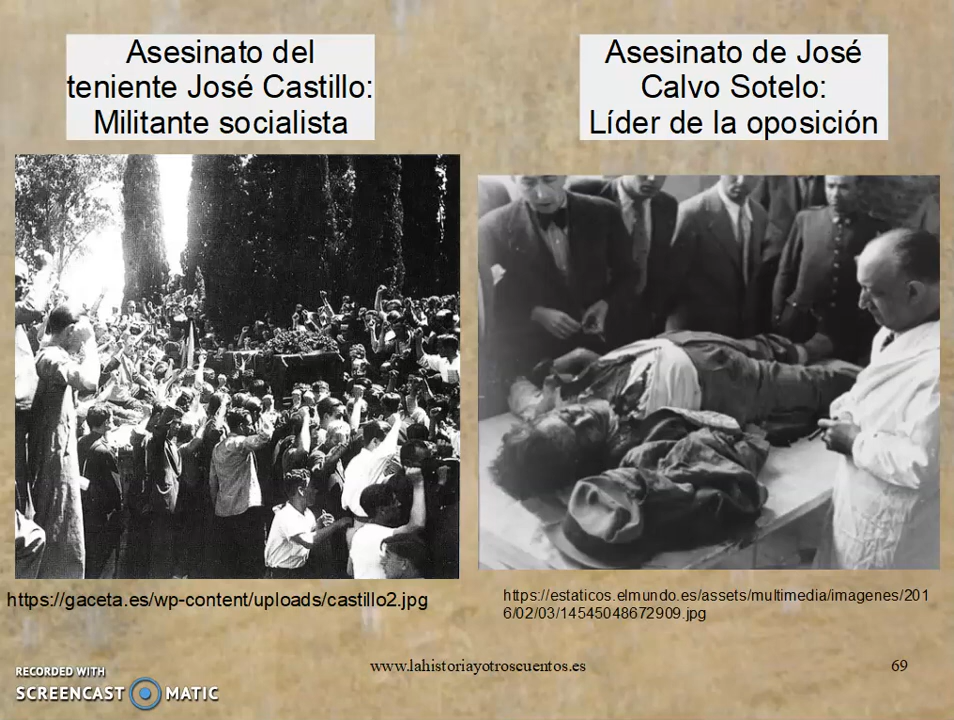 Asesinato del
teniente José Castillo:
Militante socialista
Asesinato de José
Calvo Sotelo:
Líder de la oposición
https://gaceta.es/wp-content/uploads/castillo2.jpg
https://estaticos.elmundo.es/assets/multimedia/imagenes/201
6/02/03/14545048672909.jpg
www.lahistoriayotroscuentos.es
69
RECORDED WITH
SCREENCAST MATIC